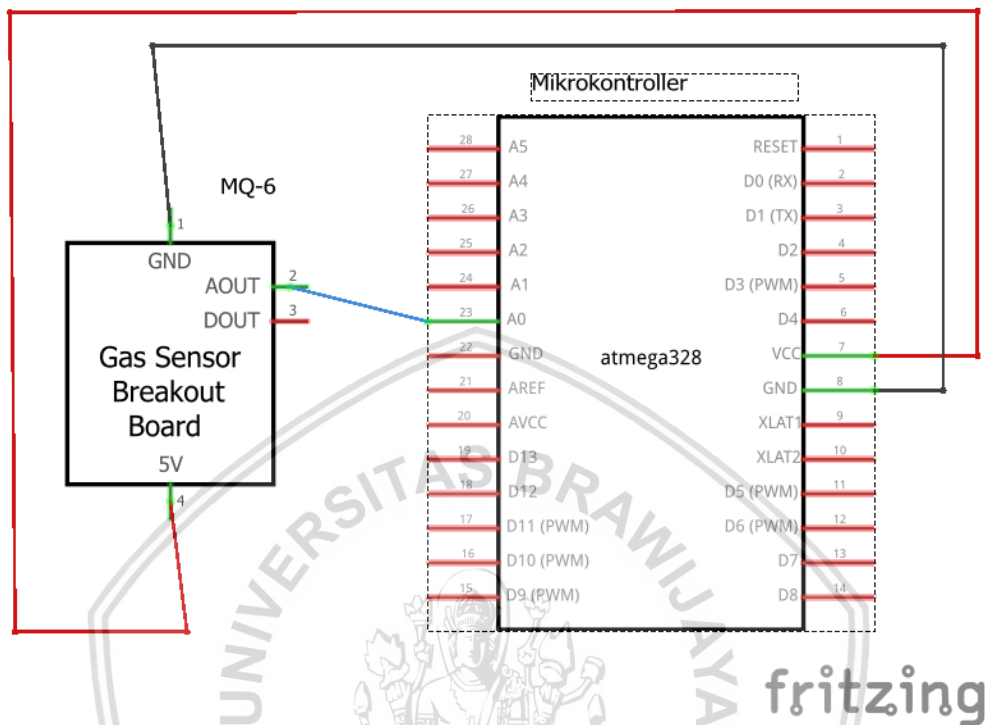 Mikrokontroller
MQ-6
1
GND
AOUT 2
DOUT 3
Gas Sensor
Breakout
Board
5V
4
28 A5
27 A4
26 A3
25 A2
24 A1
23 A0
22 GND
21 AREF
20 AVCC
19 D13
18 D12
17 D11 (PWM)
16 D10 (PWM)
15 D9 (PWM)
atmega328
RESET 1
D0 (RX) 2
D1 (TX) 3
D2 4
D3 (PWM) 5
D4 6
VCC 7
GND 8
XLAT1 9
XLAT2 10
D5 (PWM) 11
D6 (PWM) 12
D7 13
D8 14
UNIVERSITAS BRAWIJAYA
fritzing